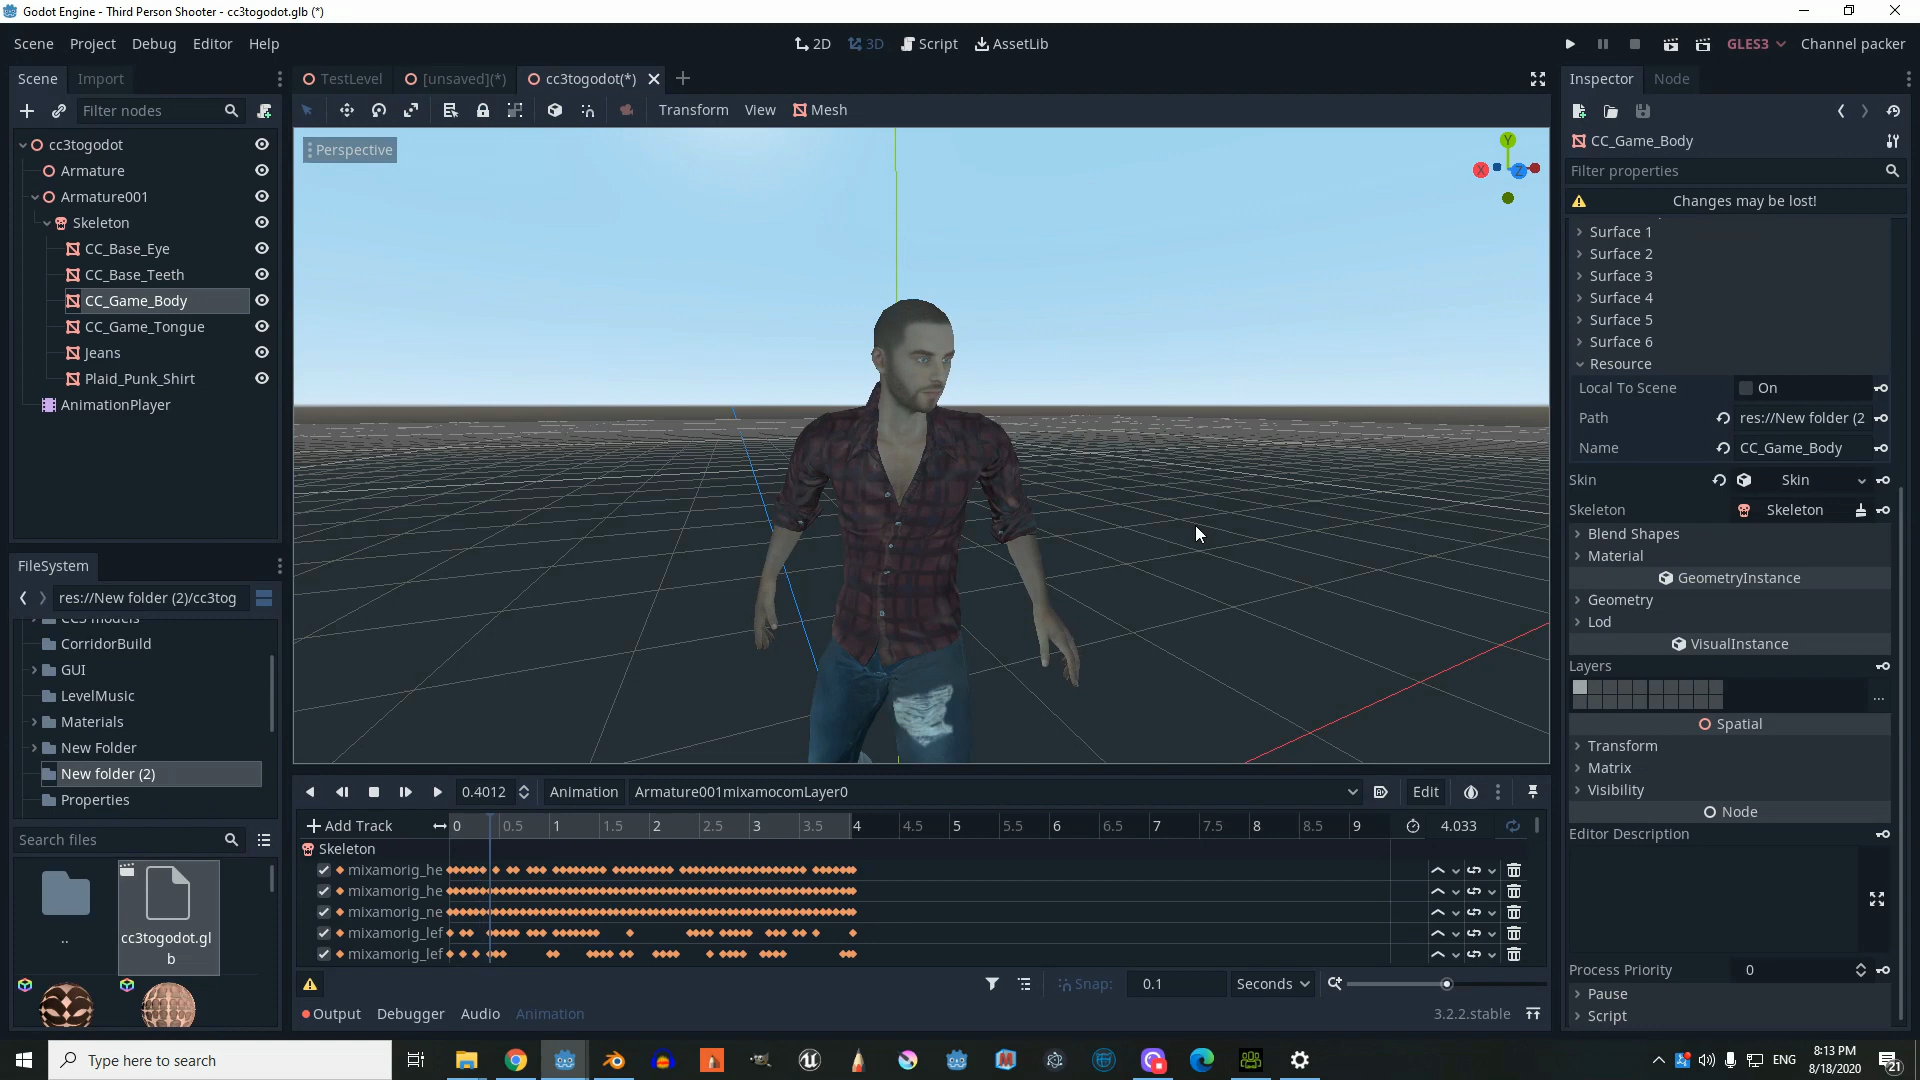 Godot Engine - Third Person Shooter - cc3togodot.glb (*)
Scene Project Debug Editor Help
2D 3D Script AssetLib
GLES3 Channel packer
Scene Import
TestLevel [unsaved](*) cc3togodot(*)
Inspector Node
Filter nodes
Transform View Mesh
cc3togodot
Armature
Armature001
Skeleton
CC_Base_Eye
CC_Base_Teeth
CC_Game_Body
CC_Game_Tongue
Jeans
Plaid_Punk_Shirt
AnimationPlayer
Perspective
Y
X
Z
CC_Game_Body
Filter properties
Changes may be lost!
Surface 1
Surface 2
Surface 3
Surface 4
Surface 5
Surface 6
Resource
Local To Scene On
Path res://New folder (2
Name CC_Game_Body
Skin Skin
Skeleton Skeleton
Blend Shapes
Material
GeometryInstance
Geometry
Lod
VisualInstance
Layers
...
Spatial
Transform
Matrix
Visibility
Node
Editor Description
Process Priority 0
Pause
Script
FileSystem
res://New folder (2)/cc3tog
CC3 models
CorridorBuild
GUI
LevelMusic
Materials
New Folder
New folder (2)
Properties
Search files
..
cc3togodot.gl
b
0.4012 Animation Armature001mixamocomLayer0 Edit
Add Track 0 0.5 1 1.5 2 2.5 3 3.5 4 4.5 5 5.5 6 6.5 7 7.5 8 8.5 9 4.033
Skeleton
mixamorig_he
mixamorig_he
mixamorig_ne
mixamorig_lef
mixamorig_lef
Snap: 0.1 Seconds
Output Debugger Audio Animation 3.2.2.stable
Type here to search
ENG
8:13 PM
8/18/2020
21